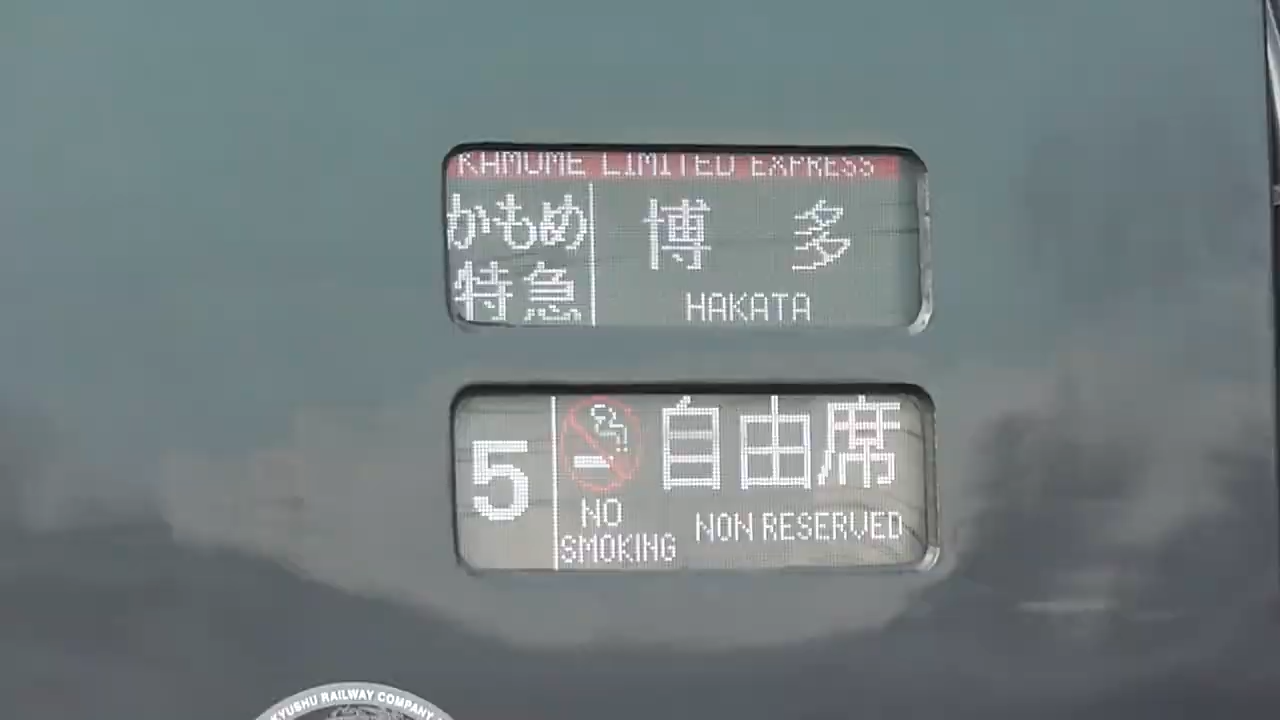 KAMOME LIMITED EXPRESS
かもめ
特急
博多
HAKATA
5
自由席
NO
SMOKING
NON RESERVED
KYUSHU RAILWAY COMPANY